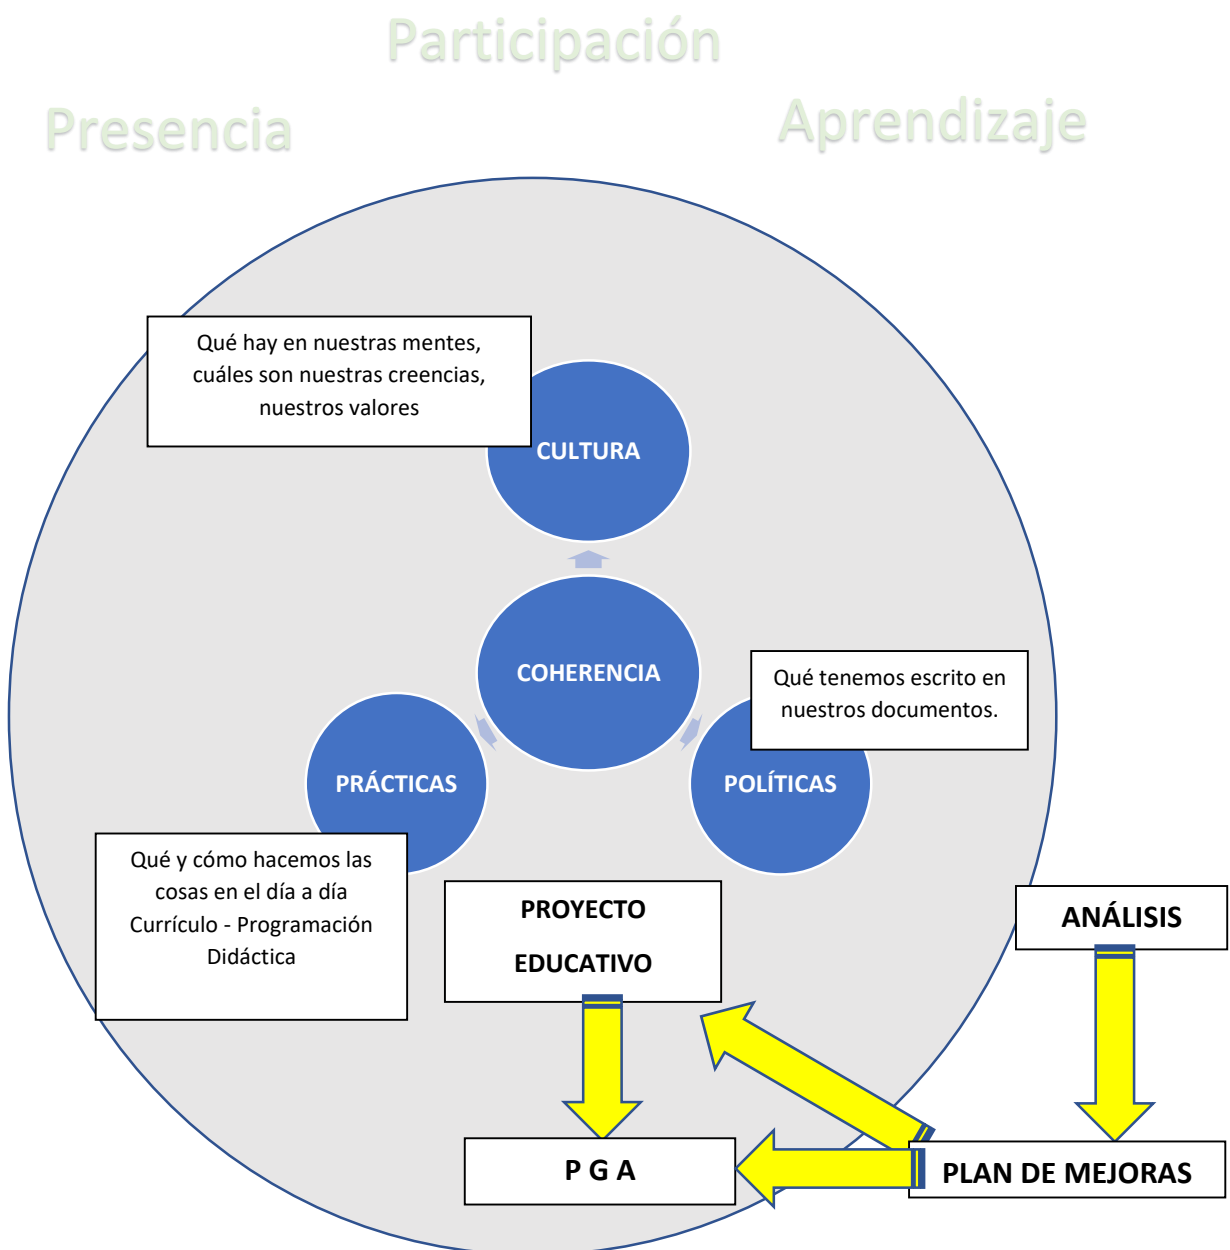 Participación
Presencia
Aprendizaje
Qué hay en nuestras mentes,
cuáles son nuestras creencias,
nuestros valores
CULTURA
COHERENCIA
Qué tenemos escrito en
nuestros documentos.
PRÁCTICAS
POLÍTICAS
Qué y cómo hacemos las
cosas en el día a día
Currículo - Programación
Didáctica
PROYECTO
EDUCATIVO
ANÁLISIS
P G A
PLAN DE MEJORAS